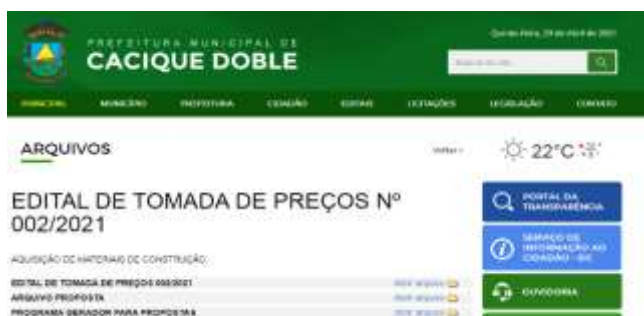 PREFEITURA MUNICIPAL DE
CACIQUE DOBLE
MUNICÍPIO
PREFEITURA
CIDADÃO
EDITAIS
LICITAÇÕES
LEGISLAÇÃO
CONTATO
ARQUIVOS
Voltar
22°C
EDITAL DE TOMADA DE PREÇOS Nº
002/2021
AQUISIÇÃO DE MATERIAIS DE CONSTRUÇÃO
EDITAL DE TOMADA DE PREÇOS 002/2021
ARQUIVO PROPOSTA
PROGRAMA GERADOR PARA PROPOSTAS
PORTAL DA
TRANSPARÊNCIA
SERVIÇO DE
INFORMAÇÃO AO
CIDADÃO - SIC
OUVIDORIA